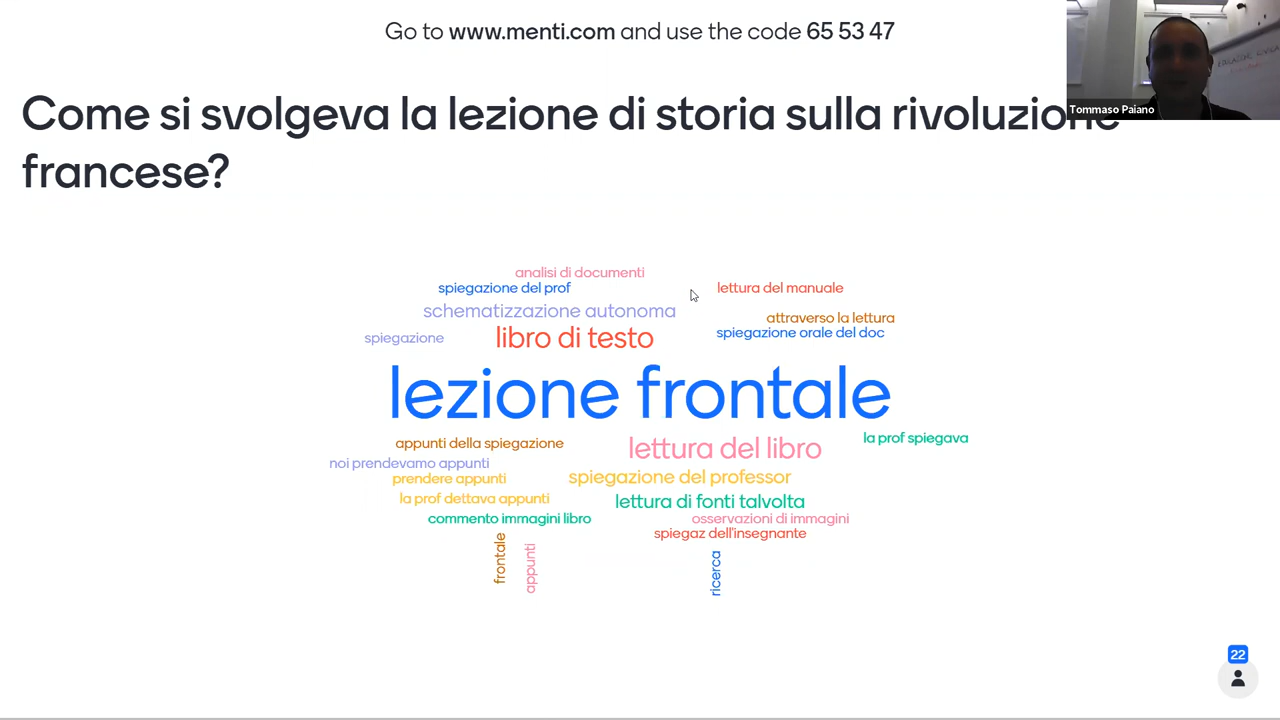 Go to www.menti.com and use the code 65 53 47
Tommaso Paiano
Come si svolgeva la lezione di storia sulla rivoluzione
francese?
analisi di documenti
spiegazione del prof
lettura del manuale
schematizzazione autonoma
attraverso la lettura
spiegazione
libro di testo
spiegazione orale del doc
lezione frontale
appunti della spiegazione
lettura del libro
la prof spiegava
noi prendevamo appunti
prendere appunti
spiegazione del professor
la prof dettava appunti
lettura di fonti talvolta
commento immagini libro
osservazioni di immagini
spiegaz dell'insegnante
frontale
appunti
ricerca
22